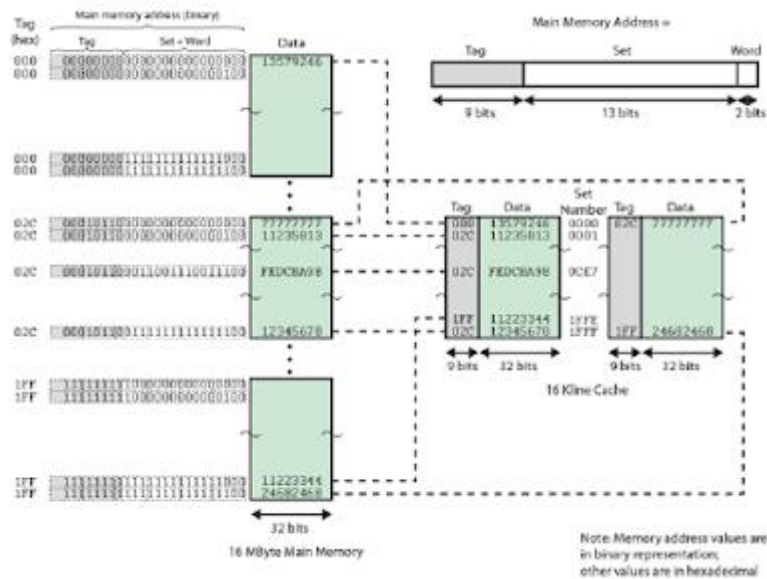 Tag
(hex)
Main memory address (binary)
Tag
Set + Word
Data
000
000
13579246
000
000
02C
77777777
02C
11235813
02C
FEDCBA98
02C
12345678
1FF
1FF
1FF
11223344
1FF
24682468
32 bits
16 MByte Main Memory
Main Memory Address =
Tag
Set
Word
9 bits
13 bits
2 bits
Tag
Data
Set
Number
Tag
Data
000
13579246
0000
02C
77777777
02C
11235813
0001
02C
FEDCBA98
0CE7
1FF
11223344
1FFE
02C
12345678
1FFF
1FF
24682468
9 bits
32 bits
9 bits
32 bits
16 Kline Cache
Note: Memory address values are
in binary representation;
other values are in hexadecimal